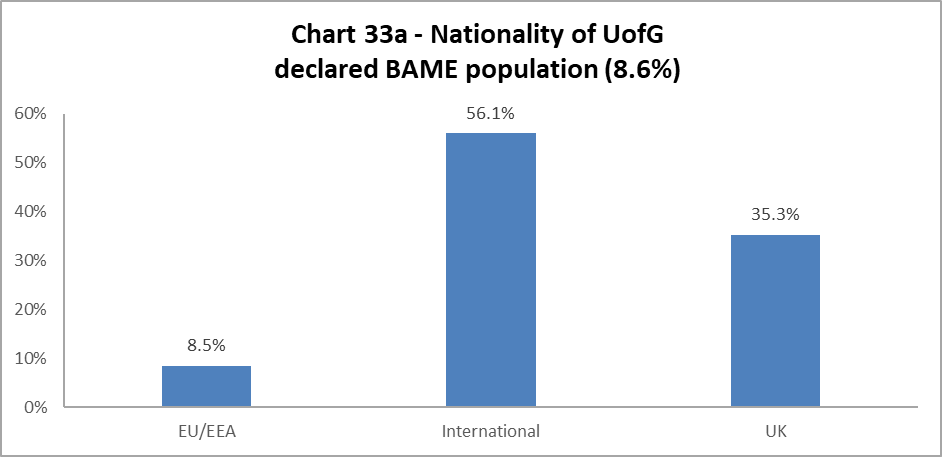 Chart 33a - Nationality of UofG
declared BAME population (8.6%)
60%
50%
40%
30%
20%
10%
0%
8.5%
56.1%
35.3%
EU/EEA
International
UK